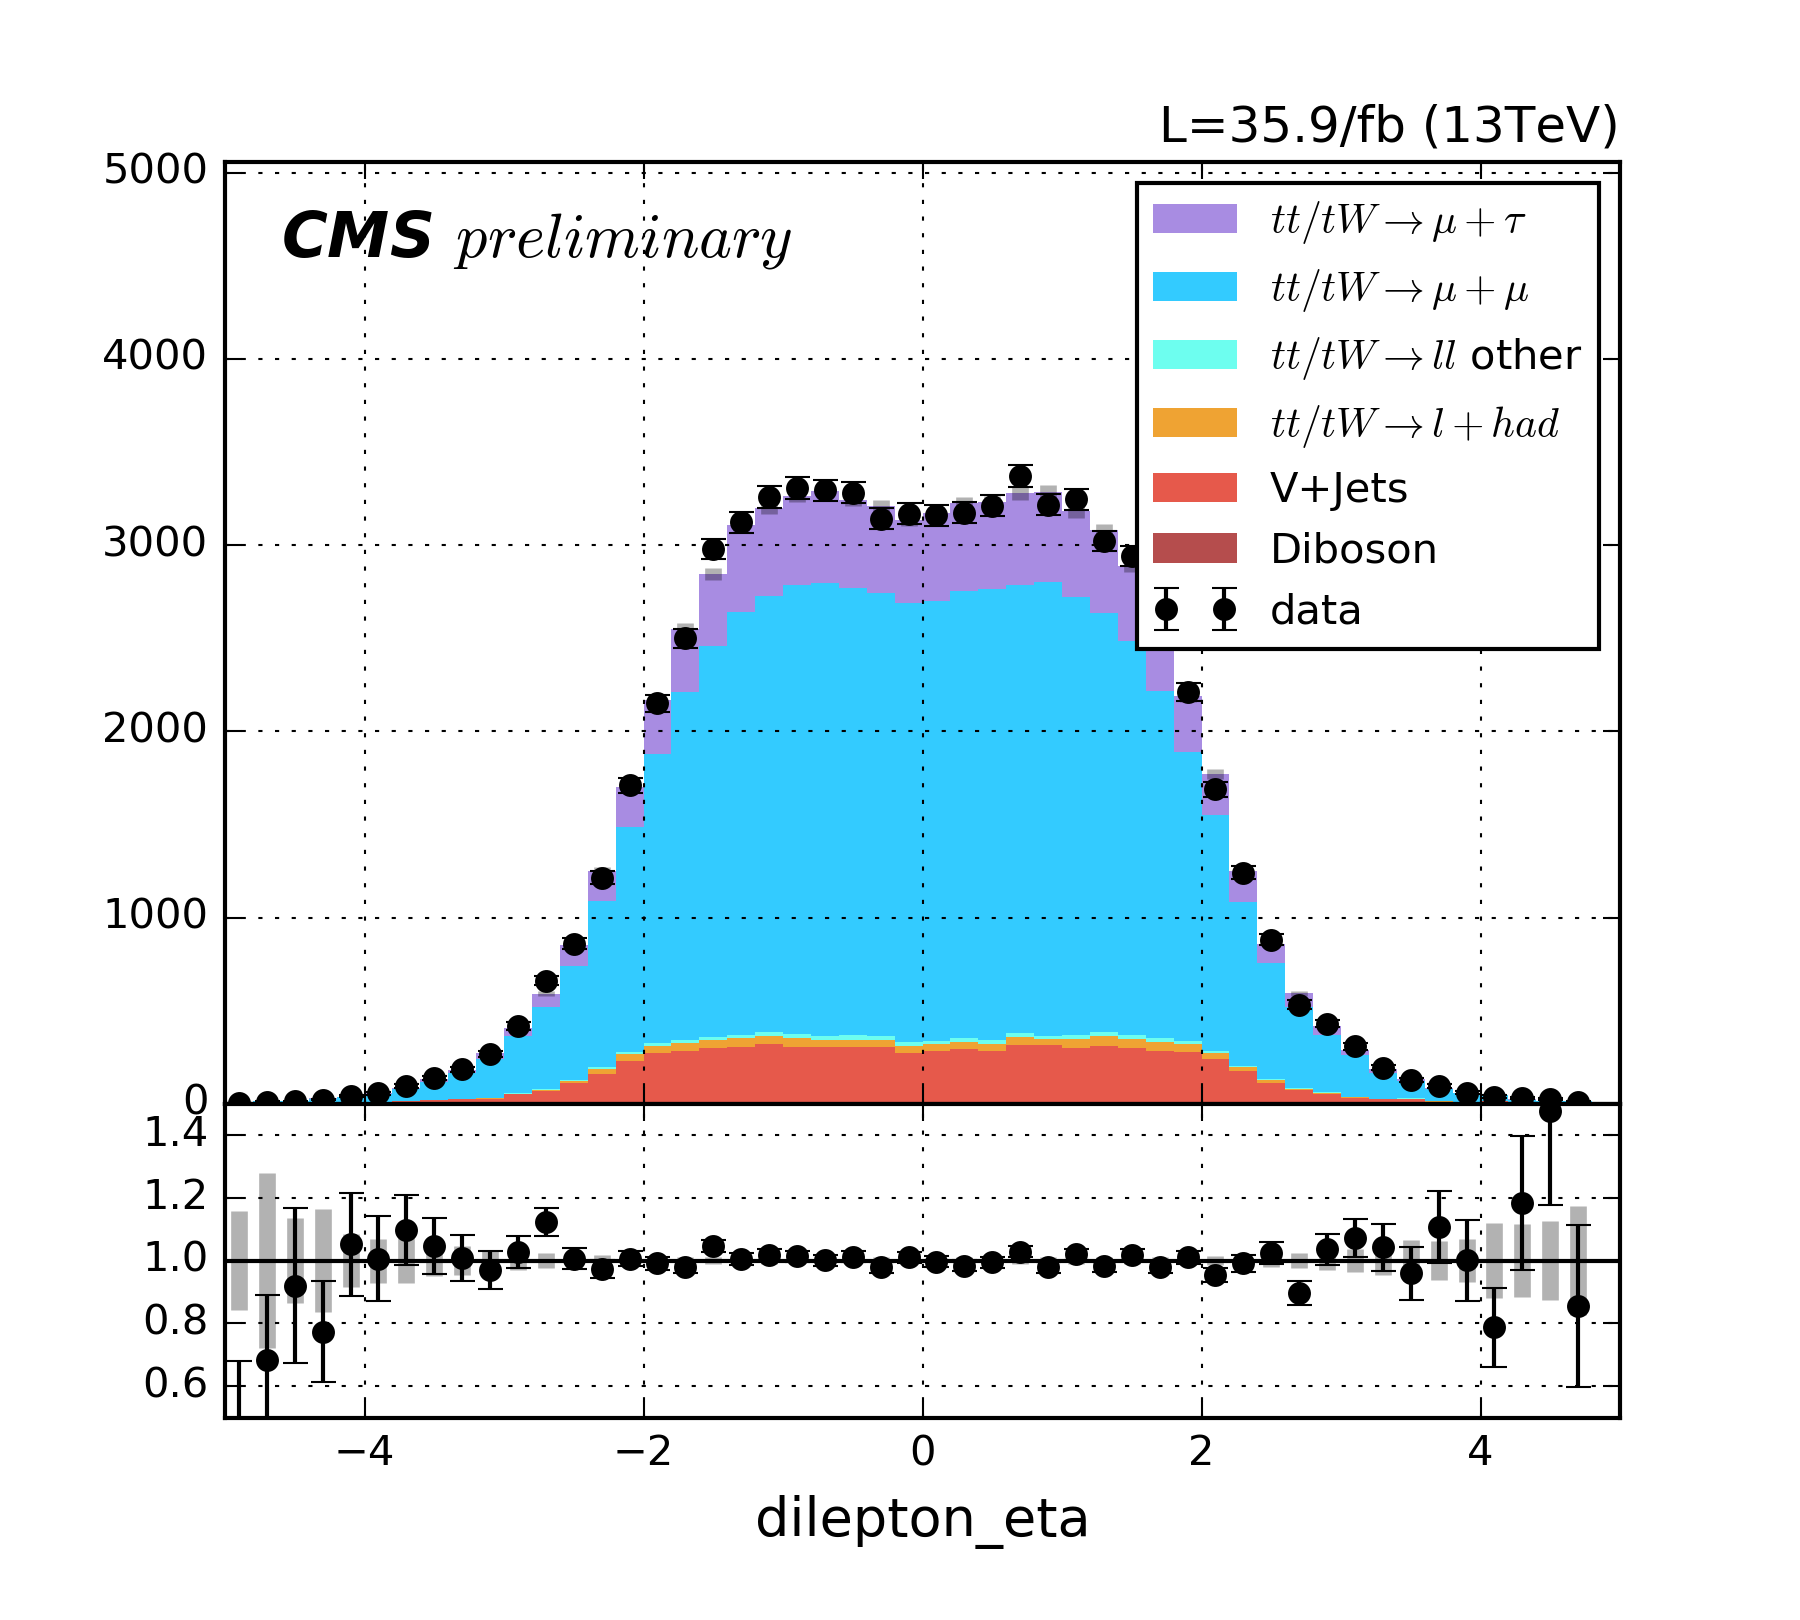 L=35.9/fb (13TeV)
CMS preliminary
tt/tW→μ+τ
tt/tW→μ+μ
tt/tW→ll other
tt/tW→l+had
V+Jets
Diboson
data
5000
4000
3000
2000
1000
0
1.4
1.2
1.0
0.8
0.6
−4 −2 0 2 4
dilepton_eta